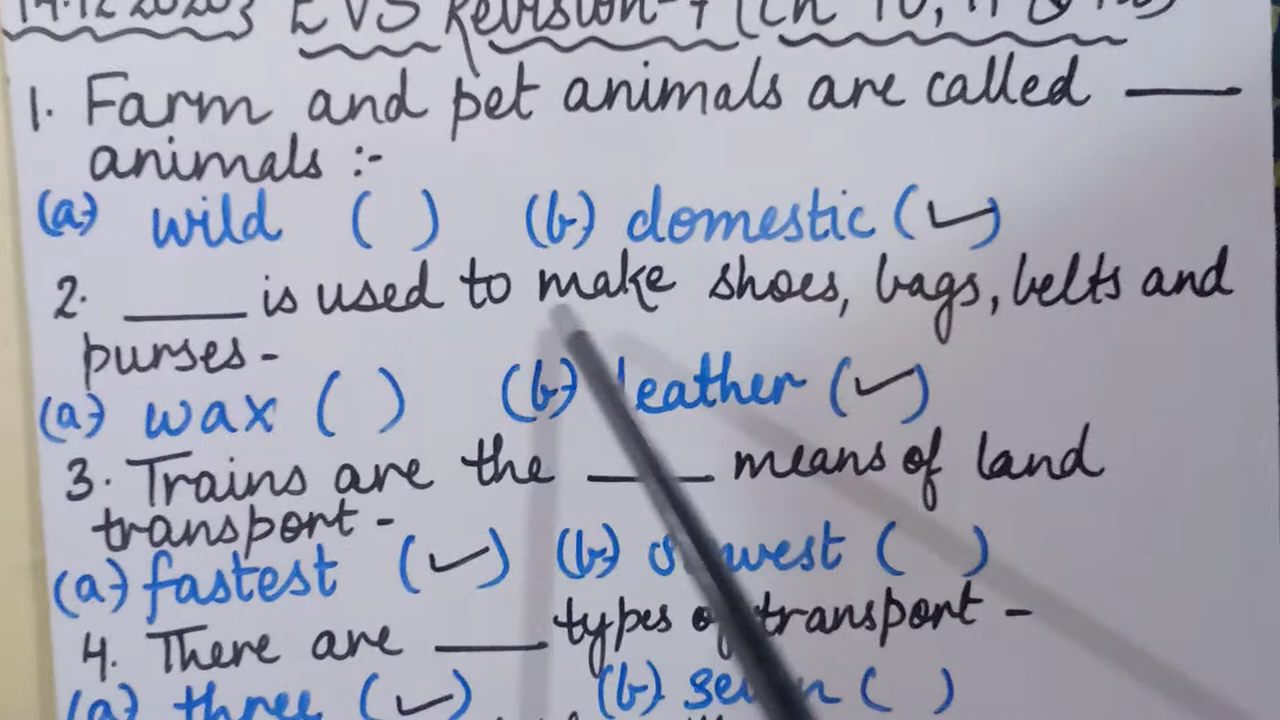 EVS Revision-
1. Farm and pet animals are called ____
animals :-
(a) wild ( ) (b) domestic (✓)
2. ____ is used to make shoes, bags, belts and
purses -
(a) wax ( ) (b) leather (✓)
3. Trains are the ____ means of land
transport -
(a) fastest (✓) (b) slowest ( )
4. There are ____ types of transport -
(a) three (✓) (b) seven ( )